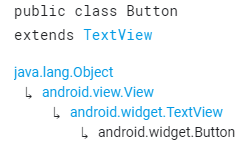 public class Button
extends TextView
java.lang.Object
↳ android.view.View
↳ android.widget.TextView
↳ android.widget.Button